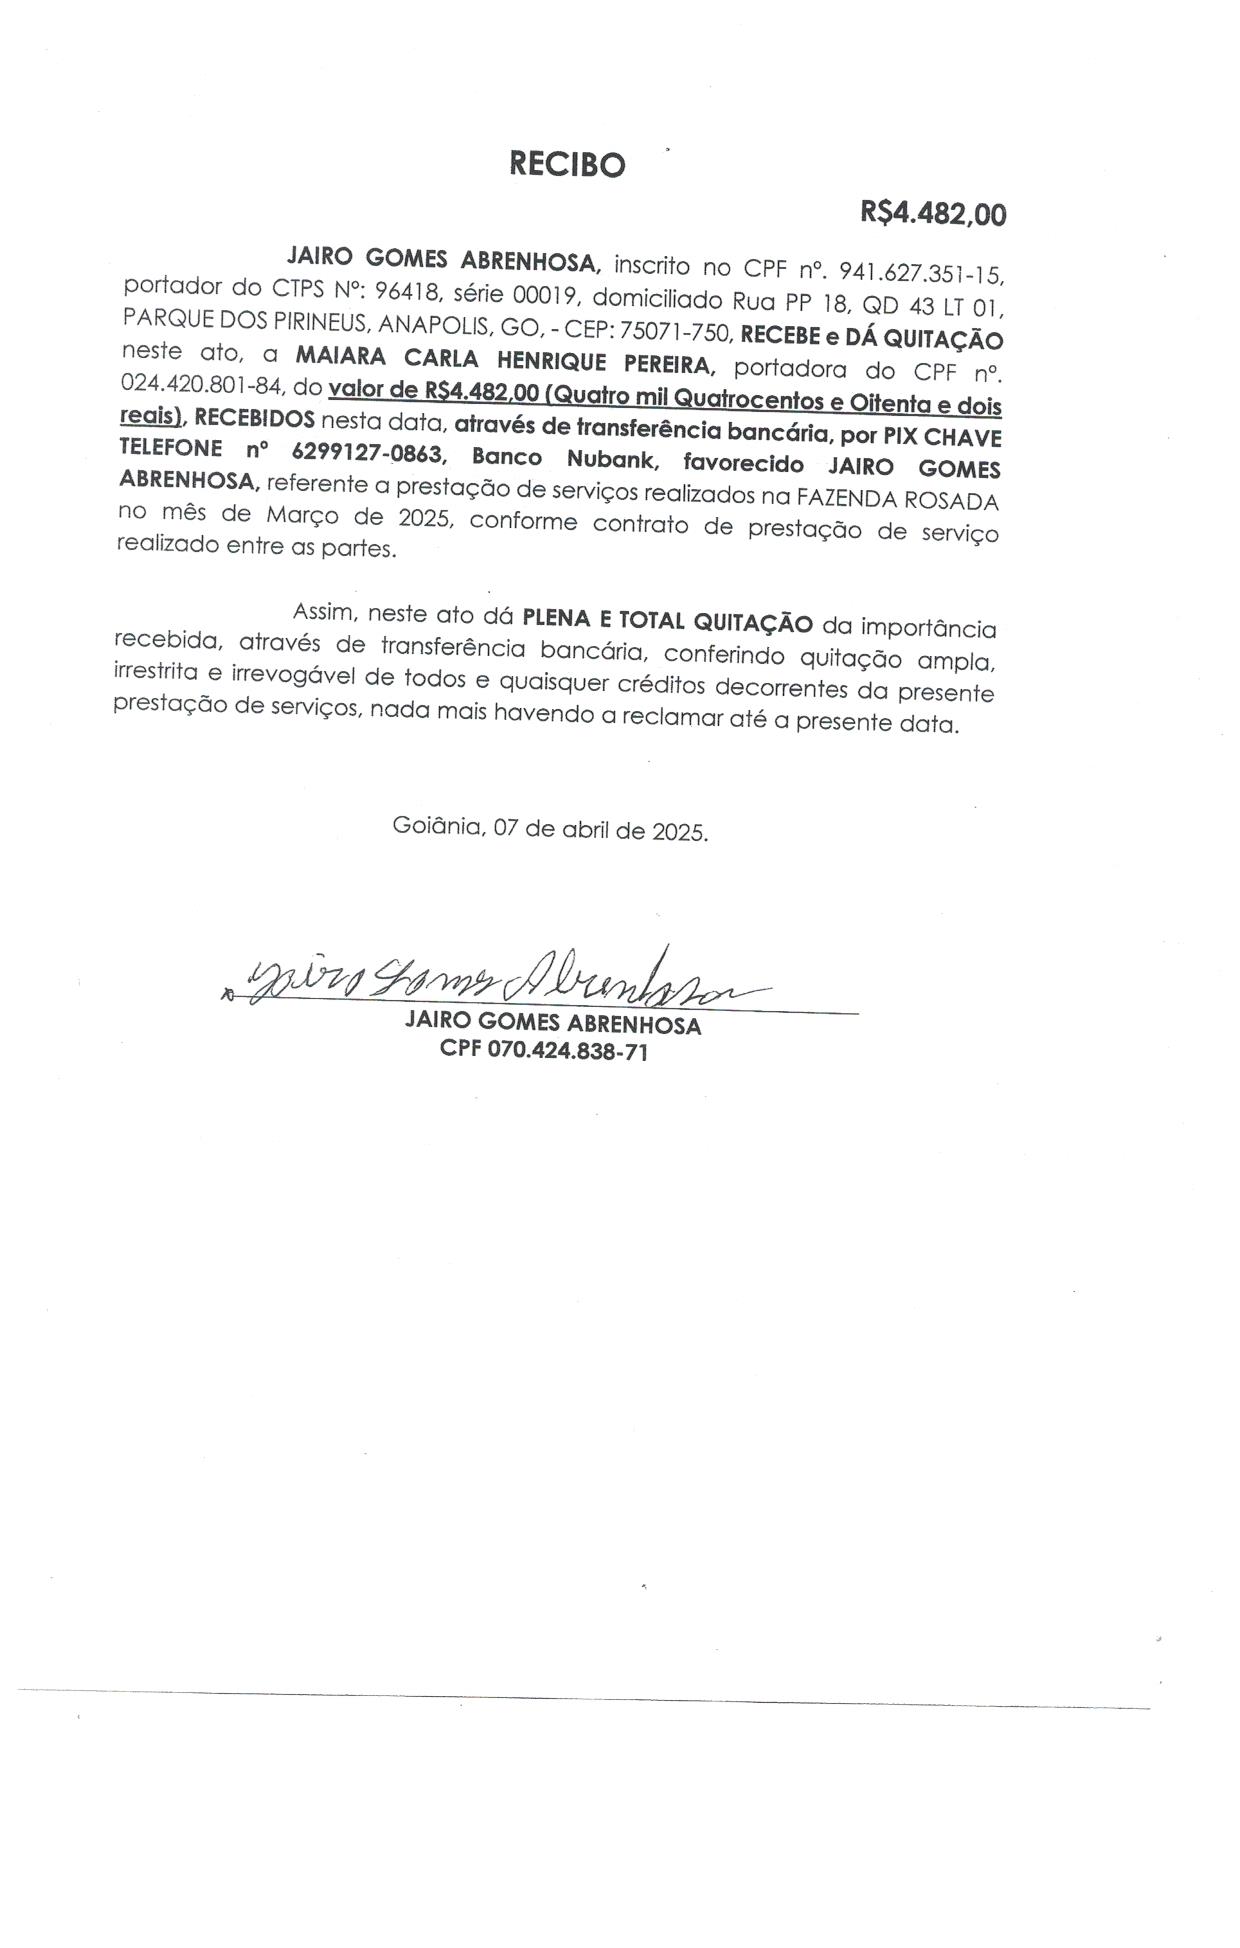 RECIBO
R$4.482,00
JAIRO GOMES ABRENHOSA, inscrito no CPF nº. 941.627.351-15,
portador do CTPS Nº: 96418, série 00019, domiciliado Rua PP 18, QD 43 LT 01,
PARQUE DOS PIRINEUS, ANAPOLIS, GO, - CEP: 75071-750, RECEBE e DÁ QUITAÇÃO
neste ato, a MAIARA CARLA HENRIQUE PEREIRA, portadora do CPF nº.
024.420.801-84, do valor de R$4.482,00 (Quatro mil Quatrocentos e Oitenta e dois
reais), RECEBIDOS nesta data, através de transferência bancária, por PIX CHAVE
TELEFONE nº 6299127-0863, Banco Nubank, favorecido JAIRO GOMES
ABRENHOSA, referente a prestação de serviços realizados na FAZENDA ROSADA
no mês de Março de 2025, conforme contrato de prestação de serviço
realizado entre as partes.
Assim, neste ato dá PLENA E TOTAL QUITAÇÃO da importância
recebida, através de transferência bancária, conferindo quitação ampla,
irrestrita e irrevogável de todos e quaisquer créditos decorrentes da presente
prestação de serviços, nada mais havendo a reclamar até a presente data.
Goiânia, 07 de abril de 2025.
x Jairo Gomes Abrenhosa
JAIRO GOMES ABRENHOSA
CPF 070.424.838-71